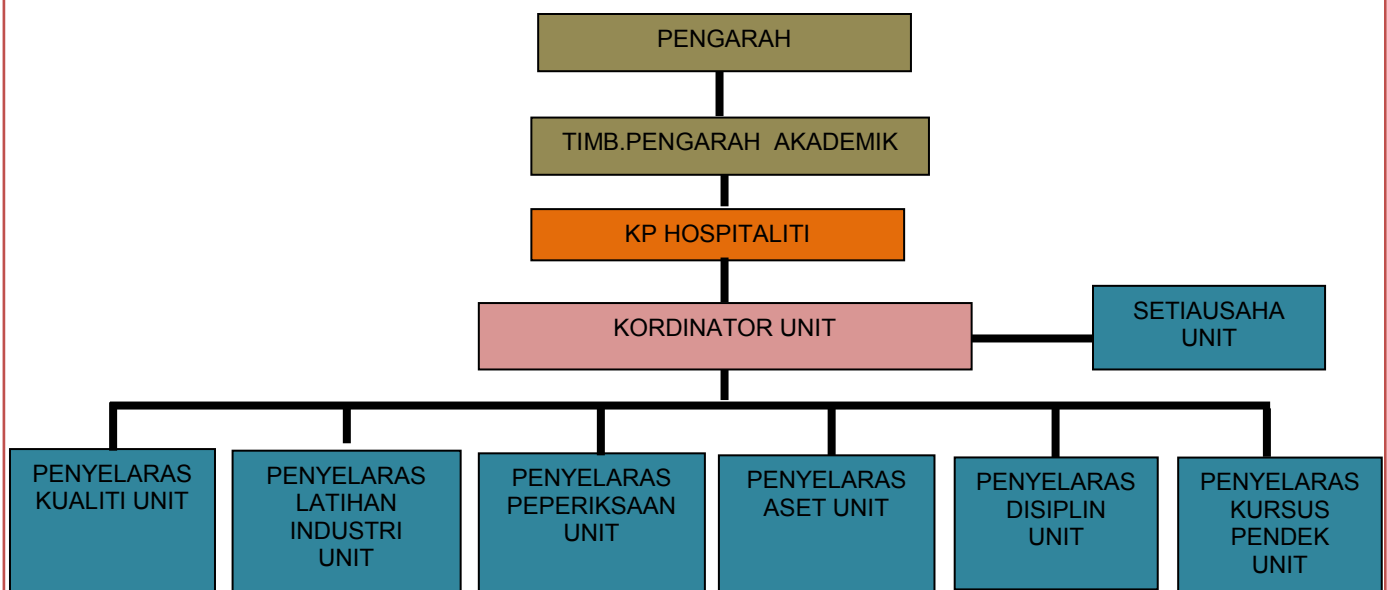 PENGARAH
TIMB.PENGARAH AKADEMIK
KP HOSPITALITI
KORDINATOR UNIT
SETIAUSAHA
UNIT
PENYELARAS
KUALITI UNIT
PENYELARAS
LATIHAN
INDUSTRI
UNIT
PENYELARAS
PEPERIKSAAN
UNIT
PENYELARAS
ASET UNIT
PENYELARAS
DISIPLIN
UNIT
PENYELARAS
KURSUS
PENDEK
UNIT